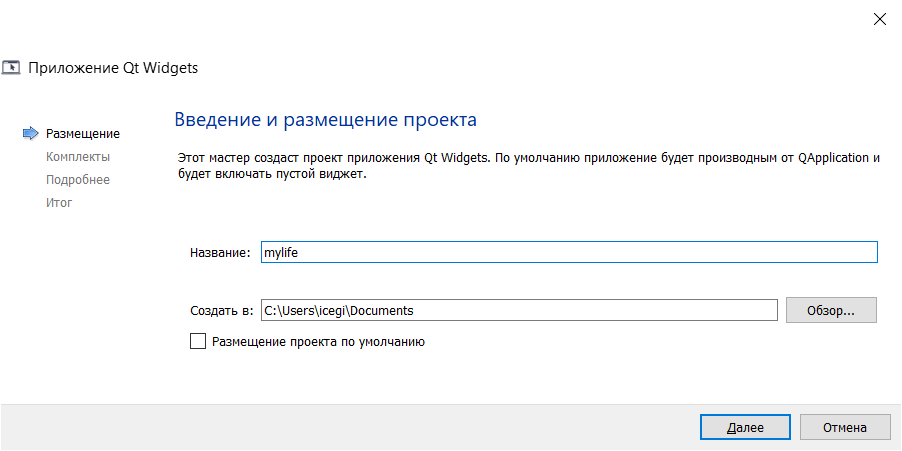 Приложение Qt Widgets
Размещение
Комплекты
Подробнее
Итог
Введение и размещение проекта
Этот мастер создаст проект приложения Qt Widgets. По умолчанию приложение будет производным от QApplication и
будет включать пустой виджет.
Название: mylife
Создать в: C:\Users\icegi\Documents Обзор...
Размещение проекта по умолчанию
Далее Отмена